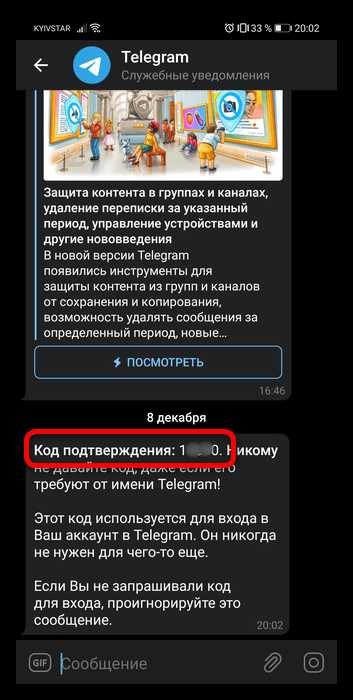 KYIVSTAR 33 % 20:02
Telegram
Служебные уведомления
Защита контента в группах и каналах,
удаление переписки за указанный
период, управление устройствами и
другие нововведения
В новой версии Telegram
появились инструменты для
защиты контента из групп и каналов
от сохранения и копирования,
возможность удалять сообщения за
определенный период, новые…
ПОСМОТРЕТЬ
16:46
8 декабря
Код подтверждения: Никому
не давайте код, даже если его
требуют от имени Telegram!
Этот код используется для входа в
Ваш аккаунт в Telegram. Он никогда
не нужен для чего-то еще.
Если Вы не запрашивали код
для входа, проигнорируйте это
сообщение.
20:02
GIF Сообщение